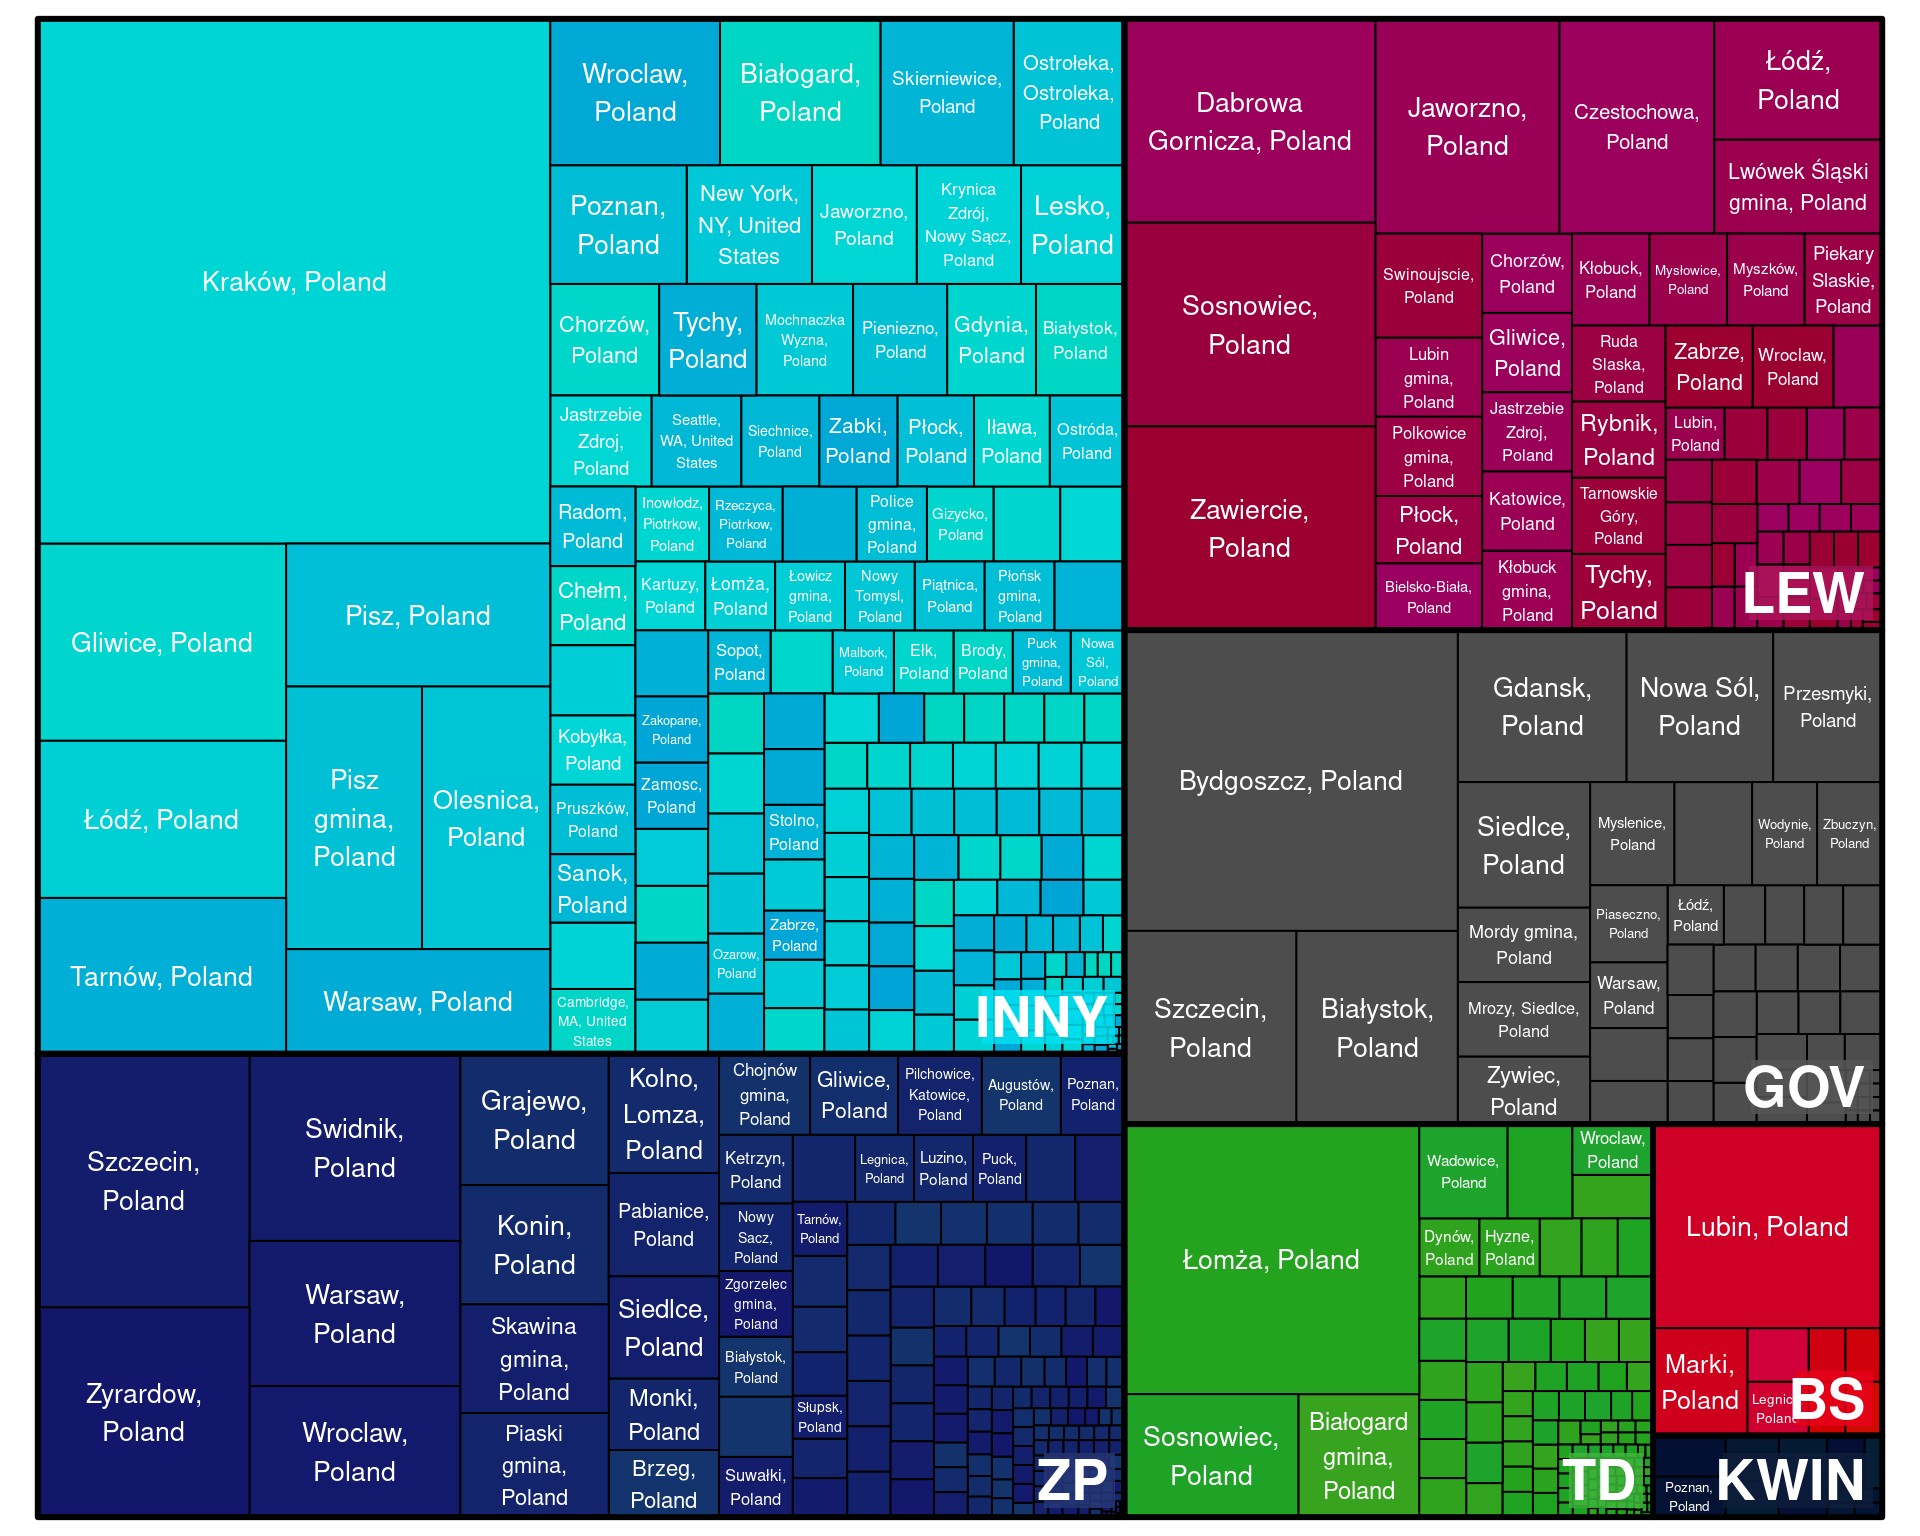 Kraków, Poland
Gliwice, Poland
Łódź, Poland
Tarnów, Poland
Pisz, Poland
Pisz
gmina,
Poland
Olesnica,
Poland
Warsaw, Poland
Wroclaw,
Poland
Białogard,
Poland
Skierniewice,
Poland
Ostrołeka,
Ostroleka,
Poland
Poznan,
Poland
New York,
NY, United
States
Jaworzno,
Poland
Krynica
Zdrój,
Nowy Sącz,
Poland
Lesko,
Poland
Chorzów,
Poland
Tychy,
Poland
Mochnaczka
Wyzna,
Poland
Pieniezno,
Poland
Gdynia,
Poland
Białystok,
Poland
Jastrzebie
Zdroj,
Poland
Seattle,
WA, United
States
Siechnice,
Poland
Zabki,
Poland
Płock,
Poland
Iława,
Poland
Ostróda,
Poland
Radom,
Poland
Inowłodz,
Piotrkow,
Poland
Rzeczyca,
Piotrkow,
Poland
Police
gmina,
Poland
Gizycko,
Poland
Chełm,
Poland
Kartuzy,
Poland
Łomża,
Poland
Łowicz
gmina,
Poland
Nowy
Tomysl,
Poland
Piątnica,
Poland
Płońsk
gmina,
Poland
Sopot,
Poland
Malbork,
Poland
Ełk,
Poland
Brody,
Poland
Puck
gmina,
Poland
Nowa
Sól,
Poland
Kobyłka,
Poland
Zakopane,
Poland
Pruszków,
Poland
Zamosc,
Poland
Stolno,
Poland
Sanok,
Poland
Zabrze,
Poland
Ozarow,
Poland
Cambridge,
MA, United
States
INNY
Dabrowa
Gornicza, Poland
Sosnowiec,
Poland
Zawiercie,
Poland
Jaworzno,
Poland
Czestochowa,
Poland
Łódź,
Poland
Lwówek Śląski
gmina, Poland
Swinoujscie,
Poland
Chorzów,
Poland
Kłobuck,
Poland
Mysłowice,
Poland
Myszków,
Poland
Piekary
Slaskie,
Poland
Lubin
gmina,
Poland
Gliwice,
Poland
Ruda
Slaska,
Poland
Zabrze,
Poland
Wroclaw,
Poland
Polkowice
gmina,
Poland
Jastrzebie
Zdroj,
Poland
Rybnik,
Poland
Lubin,
Poland
Płock,
Poland
Katowice,
Poland
Tarnowskie
Góry,
Poland
Bielsko-Biała,
Poland
Kłobuck
gmina,
Poland
Tychy,
Poland
LEW
Bydgoszcz, Poland
Szczecin,
Poland
Białystok,
Poland
Gdansk,
Poland
Nowa Sól,
Poland
Przesmyki,
Poland
Siedlce,
Poland
Myslenice,
Poland
Wodynie,
Poland
Zbuczyn,
Poland
Mordy gmina,
Poland
Piaseczno,
Poland
Łódź,
Poland
Mrozy, Siedlce,
Poland
Warsaw,
Poland
Zywiec,
Poland
GOV
Szczecin,
Poland
Zyrardow,
Poland
Swidnik,
Poland
Warsaw,
Poland
Wroclaw,
Poland
Grajewo,
Poland
Konin,
Poland
Skawina
gmina,
Poland
Piaski
gmina,
Poland
Kolno,
Lomza,
Poland
Pabianice,
Poland
Siedlce,
Poland
Monki,
Poland
Brzeg,
Poland
Chojnów
gmina,
Poland
Gliwice,
Poland
Pilchowice,
Katowice,
Poland
Augustów,
Poland
Poznan,
Poland
Ketrzyn,
Poland
Legnica,
Poland
Luzino,
Poland
Puck,
Poland
Nowy
Sacz,
Poland
Tarnów,
Poland
Zgorzelec
gmina,
Poland
Białystok,
Poland
Słupsk,
Poland
Suwałki,
Poland
ZP
Łomża, Poland
Sosnowiec,
Poland
Białogard
gmina,
Poland
Wadowice,
Poland
Wroclaw,
Poland
Dynów,
Poland
Hyzne,
Poland
TD
Lubin, Poland
Marki,
Poland
Legnic
Poland
BS
Poznan,
Poland
KWIN